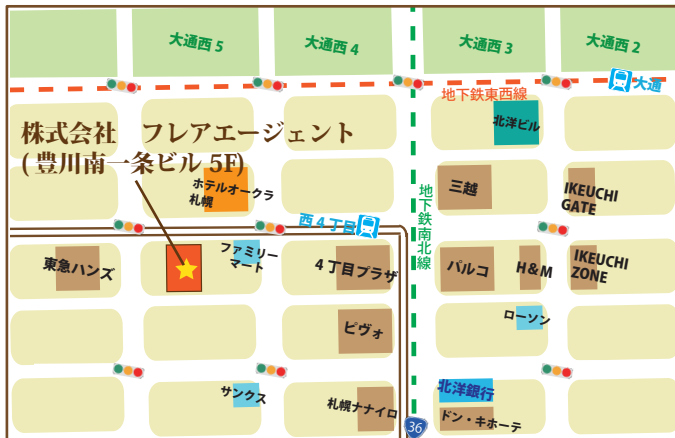 大通西5
大通西4
大通西3
大通西2
大通
地下鉄東西線
北洋ビル
株式会社　フレアエージェント
(豊川南一条ビル 5F)
ホテルオークラ
札幌
三越
IKEUCHI
GATE
地下鉄南北線
西4丁目
東急ハンズ
ファミリー
マート
4丁目プラザ
パルコ
H&M
IKEUCHI
ZONE
ピヴォ
ローソン
サンクス
札幌ナナイロ
36
北洋銀行
ドン・キホーテ